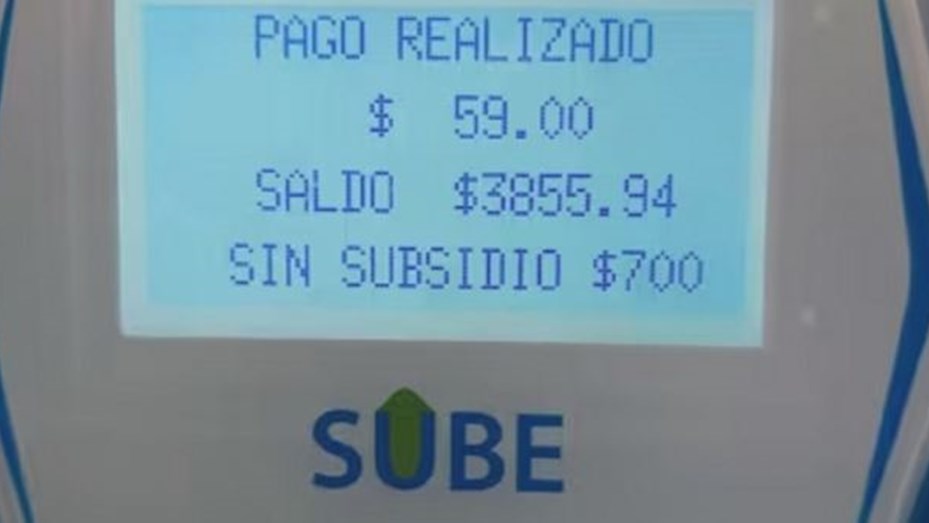 PAGO REALIZADO
$ 59.00
SALDO $3855.94
SIN SUBSIDIO $700
SUBE